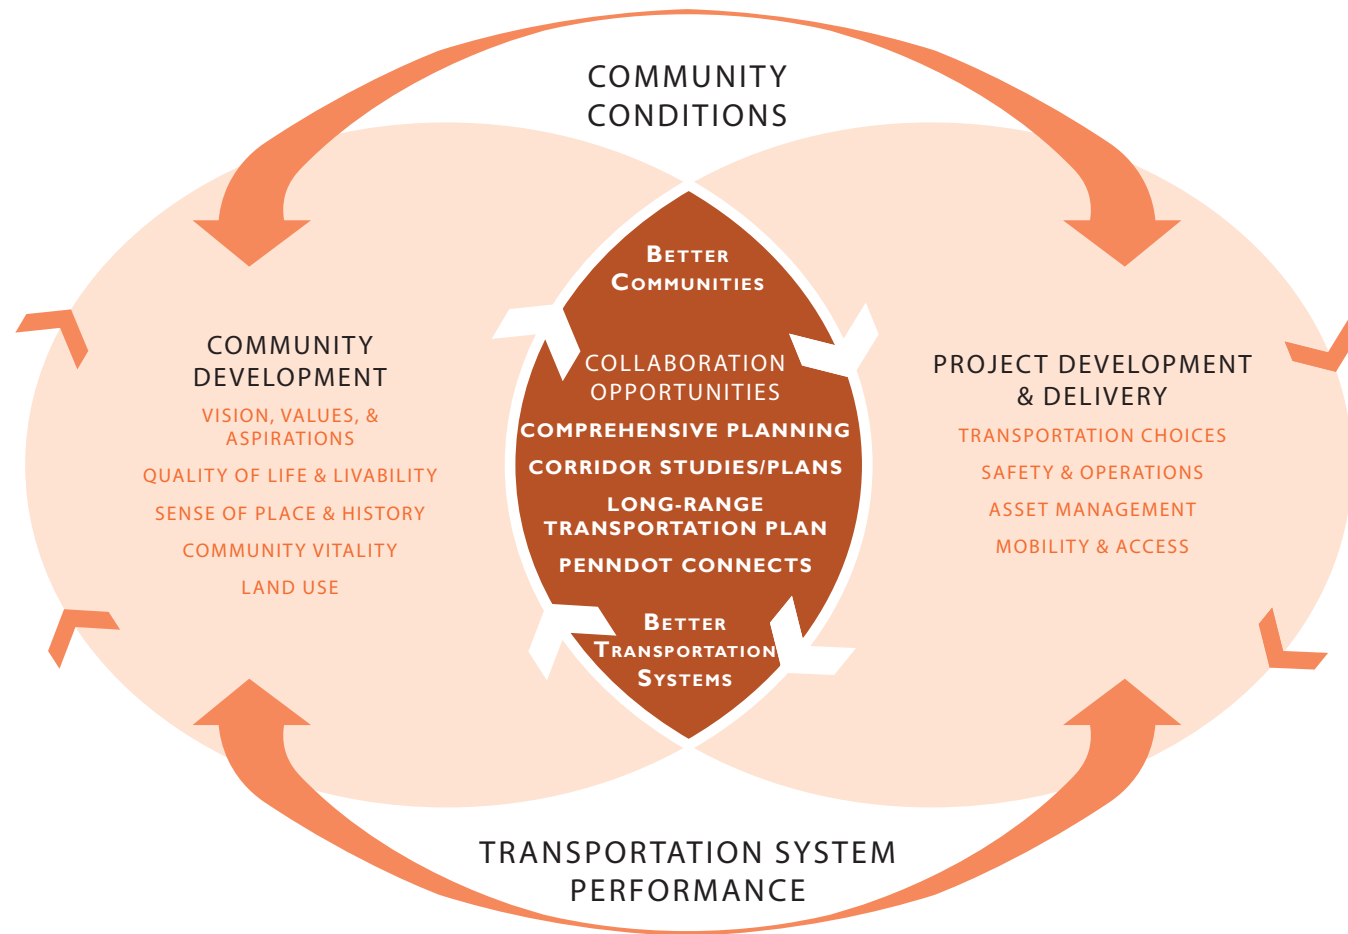 COMMUNITY
CONDITIONS
BETTER
COMMUNITIES
COLLABORATION
OPPORTUNITIES
COMPREHENSIVE PLANNING
CORRIDOR STUDIES/PLANS
LONG-RANGE
TRANSPORTATION PLAN
PENNDOT CONNECTS
BETTER
TRANSPORTATION
SYSTEMS
COMMUNITY
DEVELOPMENT
VISION, VALUES, &
ASPIRATIONS
QUALITY OF LIFE & LIVABILITY
SENSE OF PLACE & HISTORY
COMMUNITY VITALITY
LAND USE
PROJECT DEVELOPMENT
& DELIVERY
TRANSPORTATION CHOICES
SAFETY & OPERATIONS
ASSET MANAGEMENT
MOBILITY & ACCESS
TRANSPORTATION SYSTEM
PERFORMANCE